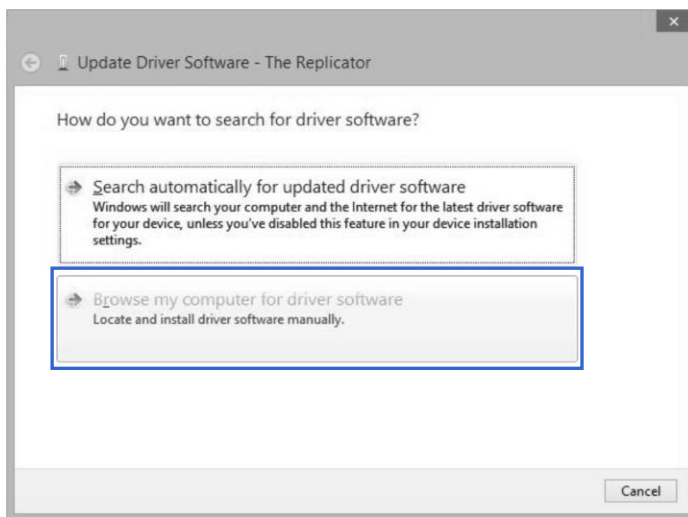 Update Driver Software - The Replicator
How do you want to search for driver software?
Search automatically for updated driver software
Windows will search your computer and the Internet for the latest driver software
for your device, unless you've disabled this feature in your device installation
settings.
Browse my computer for driver software
Locate and install driver software manually.
Cancel